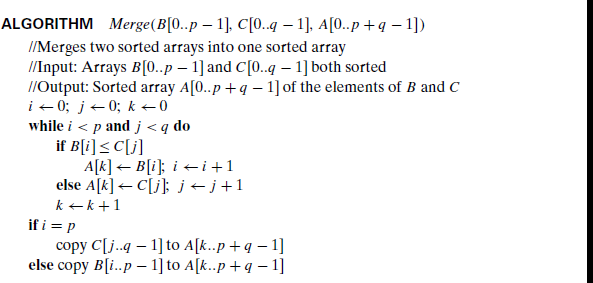 ALGORITHM Merge(B[0..p − 1], C[0..q − 1], A[0..p + q − 1])
//Merges two sorted arrays into one sorted array
//Input: Arrays B[0..p − 1] and C[0..q − 1] both sorted
//Output: Sorted array A[0..p + q − 1] of the elements of B and C
i ← 0; j ← 0; k ← 0
while i < p and j < q do
if B[i] ≤ C[j]
A[k] ← B[i]; i ← i + 1
else A[k] ← C[j]; j ← j + 1
k ← k + 1
if i = p
copy C[j..q − 1] to A[k..p + q − 1]
else copy B[i..p − 1] to A[k..p + q − 1]